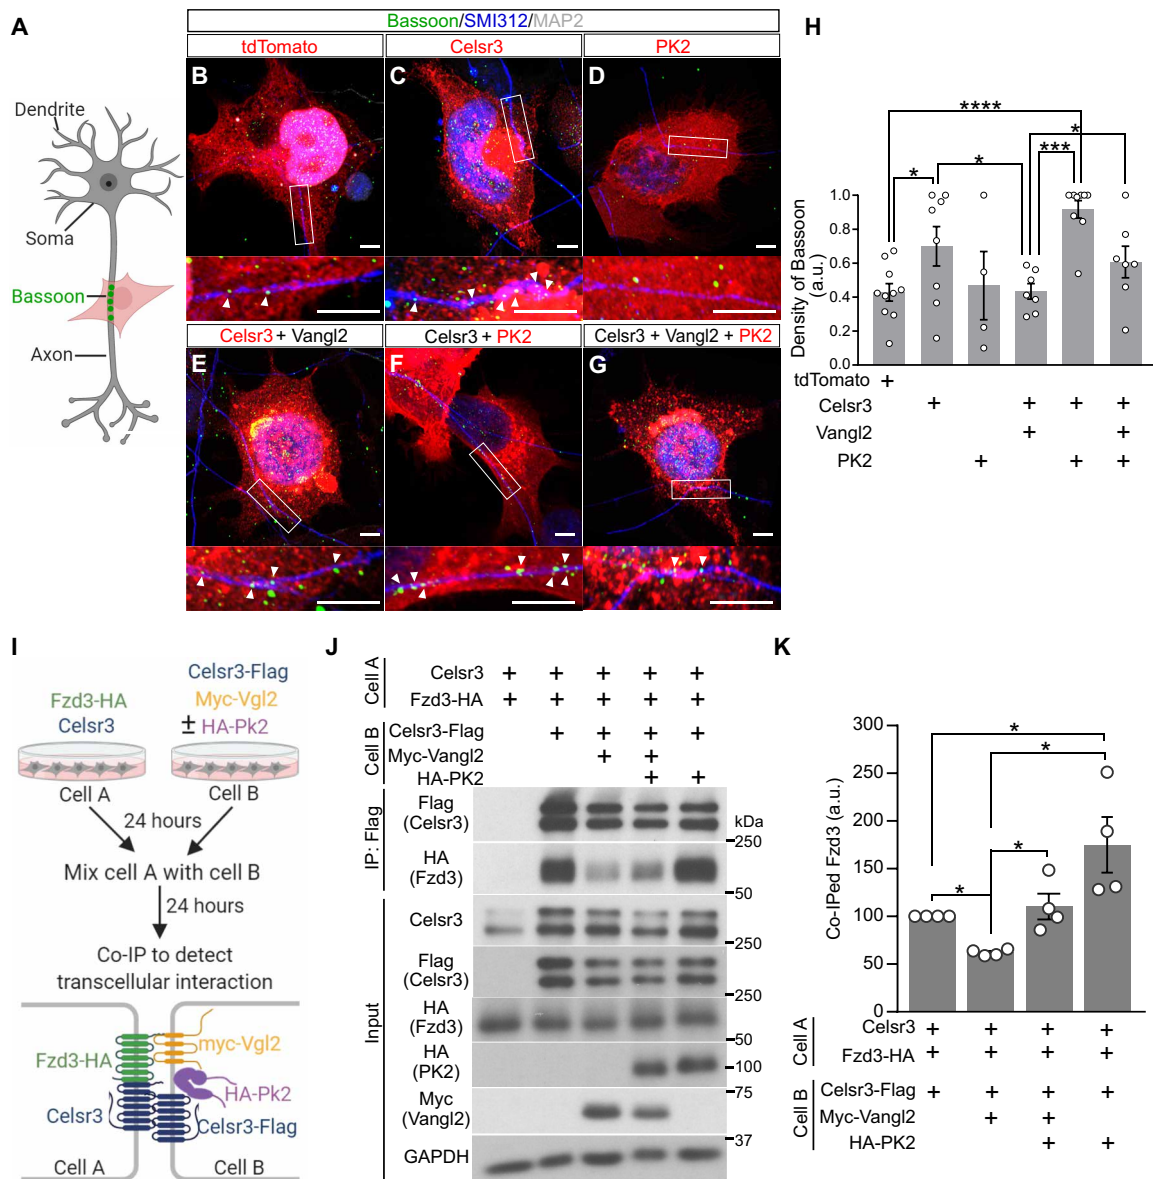 A
Dendrite
Soma
Bassoon
Axon
Bassoon/SMI312/MAP2
tdTomato
Celsr3
PK2
B
C
D
Celsr3 + Vangl2
Celsr3 + PK2
Celsr3 + Vangl2 + PK2
E
F
G
H
Density of Bassoon
(a.u.)
1.0
0.8
0.6
0.4
0.2
0.0
****
*
***
*
*
tdTomato +
Celsr3 + + + +
Vangl2 + +
PK2 + + +
I
Fzd3-HA
Celsr3
Celsr3-Flag
Myc-Vgl2
± HA-Pk2
Cell A
Cell B
24 hours
Mix cell A with cell B
24 hours
Co-IP to detect
transcellular interaction
Fzd3-HA
myc-Vgl2
HA-Pk2
Celsr3
Celsr3-Flag
Cell A
Cell B
J
Cell A
Celsr3 + + + + +
Fzd3-HA + + + + +
Cell B
Celsr3-Flag + + + +
Myc-Vangl2 + +
HA-PK2 + +
IP: Flag
Flag
(Celsr3)
kDa
250
HA
(Fzd3)
50
Input
Celsr3
250
Flag
(Celsr3)
250
HA
(Fzd3)
50
HA
(PK2)
100
75
Myc
(Vangl2)
37
GAPDH
K
Co-IPed Fzd3 (a.u.)
300
250
200
150
100
50
0
*
*
*
*
Cell A
Celsr3 + + + +
Fzd3-HA + + + +
Cell B
Celsr3-Flag + + + +
Myc-Vangl2 + +
HA-PK2 + +